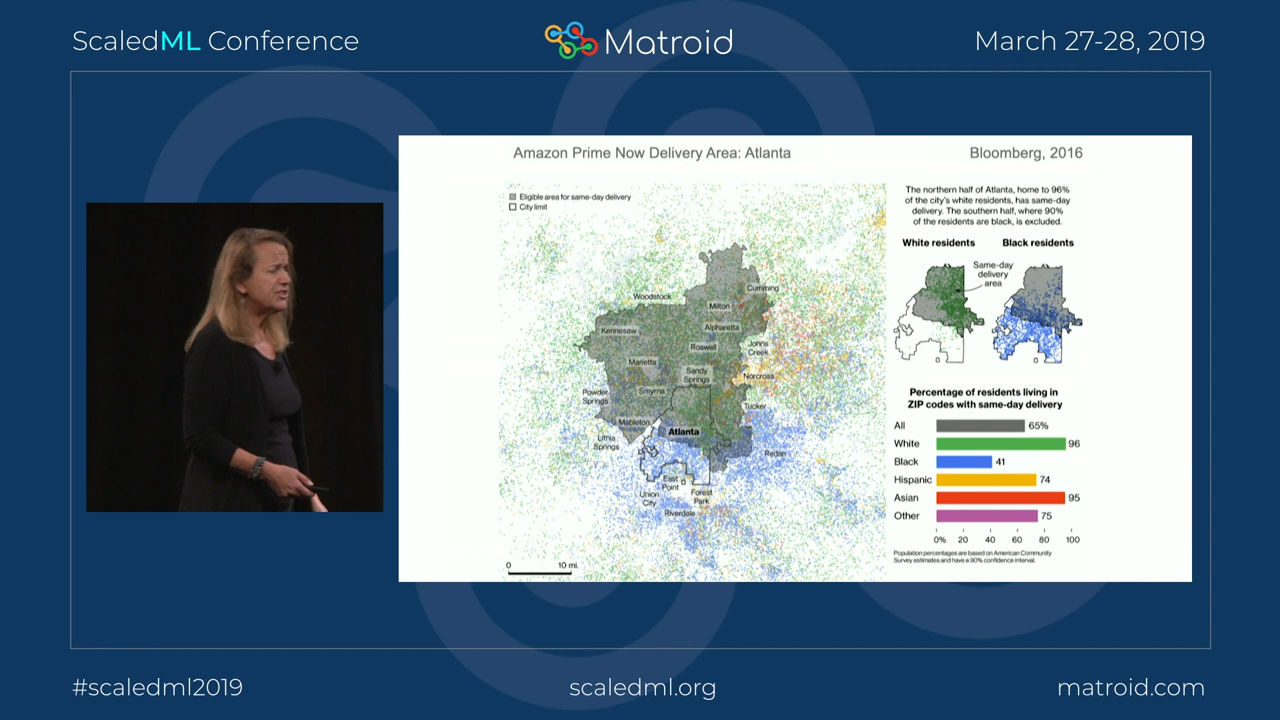 ScaledML Conference
Matroid
March 27-28, 2019
Amazon Prime Now Delivery Area: Atlanta
Bloomberg, 2016
Eligible area for same-day delivery
City limit
Woodstock
Cumming
Milton
Kennesaw
Alpharetta
Roswell
Johns
Creek
Marietta
Sandy
Springs
Norcross
Powder
Springs
Smyrna
Tucker
Mableton
Atlanta
Lithia
Springs
Redan
East
Point
Union
City
Forest
Park
Riverdale
0
10 mi.
The northern half of Atlanta, home to 96%
of the city's white residents, has same-day
delivery. The southern half, where 90%
of the residents are black, is excluded.
White residents
Black residents
Same-day
delivery
area
Percentage of residents living in
ZIP codes with same-day delivery
All 65%
White 96
Black 41
Hispanic 74
Asian 95
Other 75
0% 20 40 60 80 100
Population percentages are based on American Community
Survey estimates and have a 90% confidence interval.
#scaledml2019
scaledml.org
matroid.com